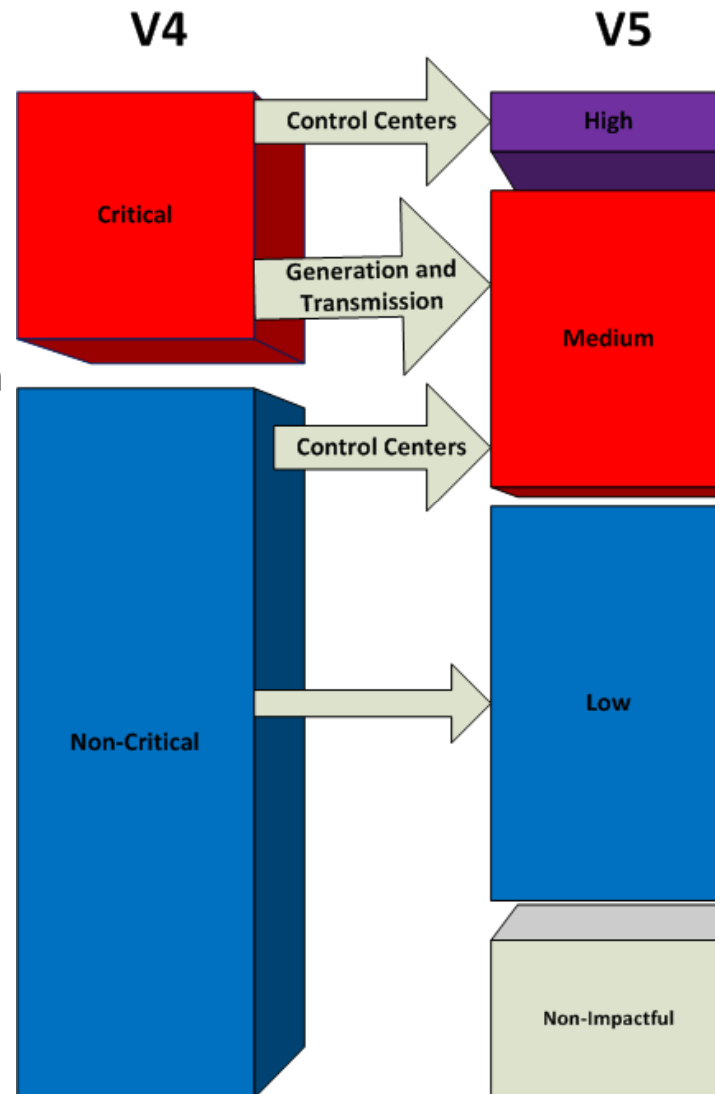 V4
V5
Control Centers
High
Critical
Generation and
Transmission
Medium
Control Centers
Low
Non-Critical
Non-Impactful